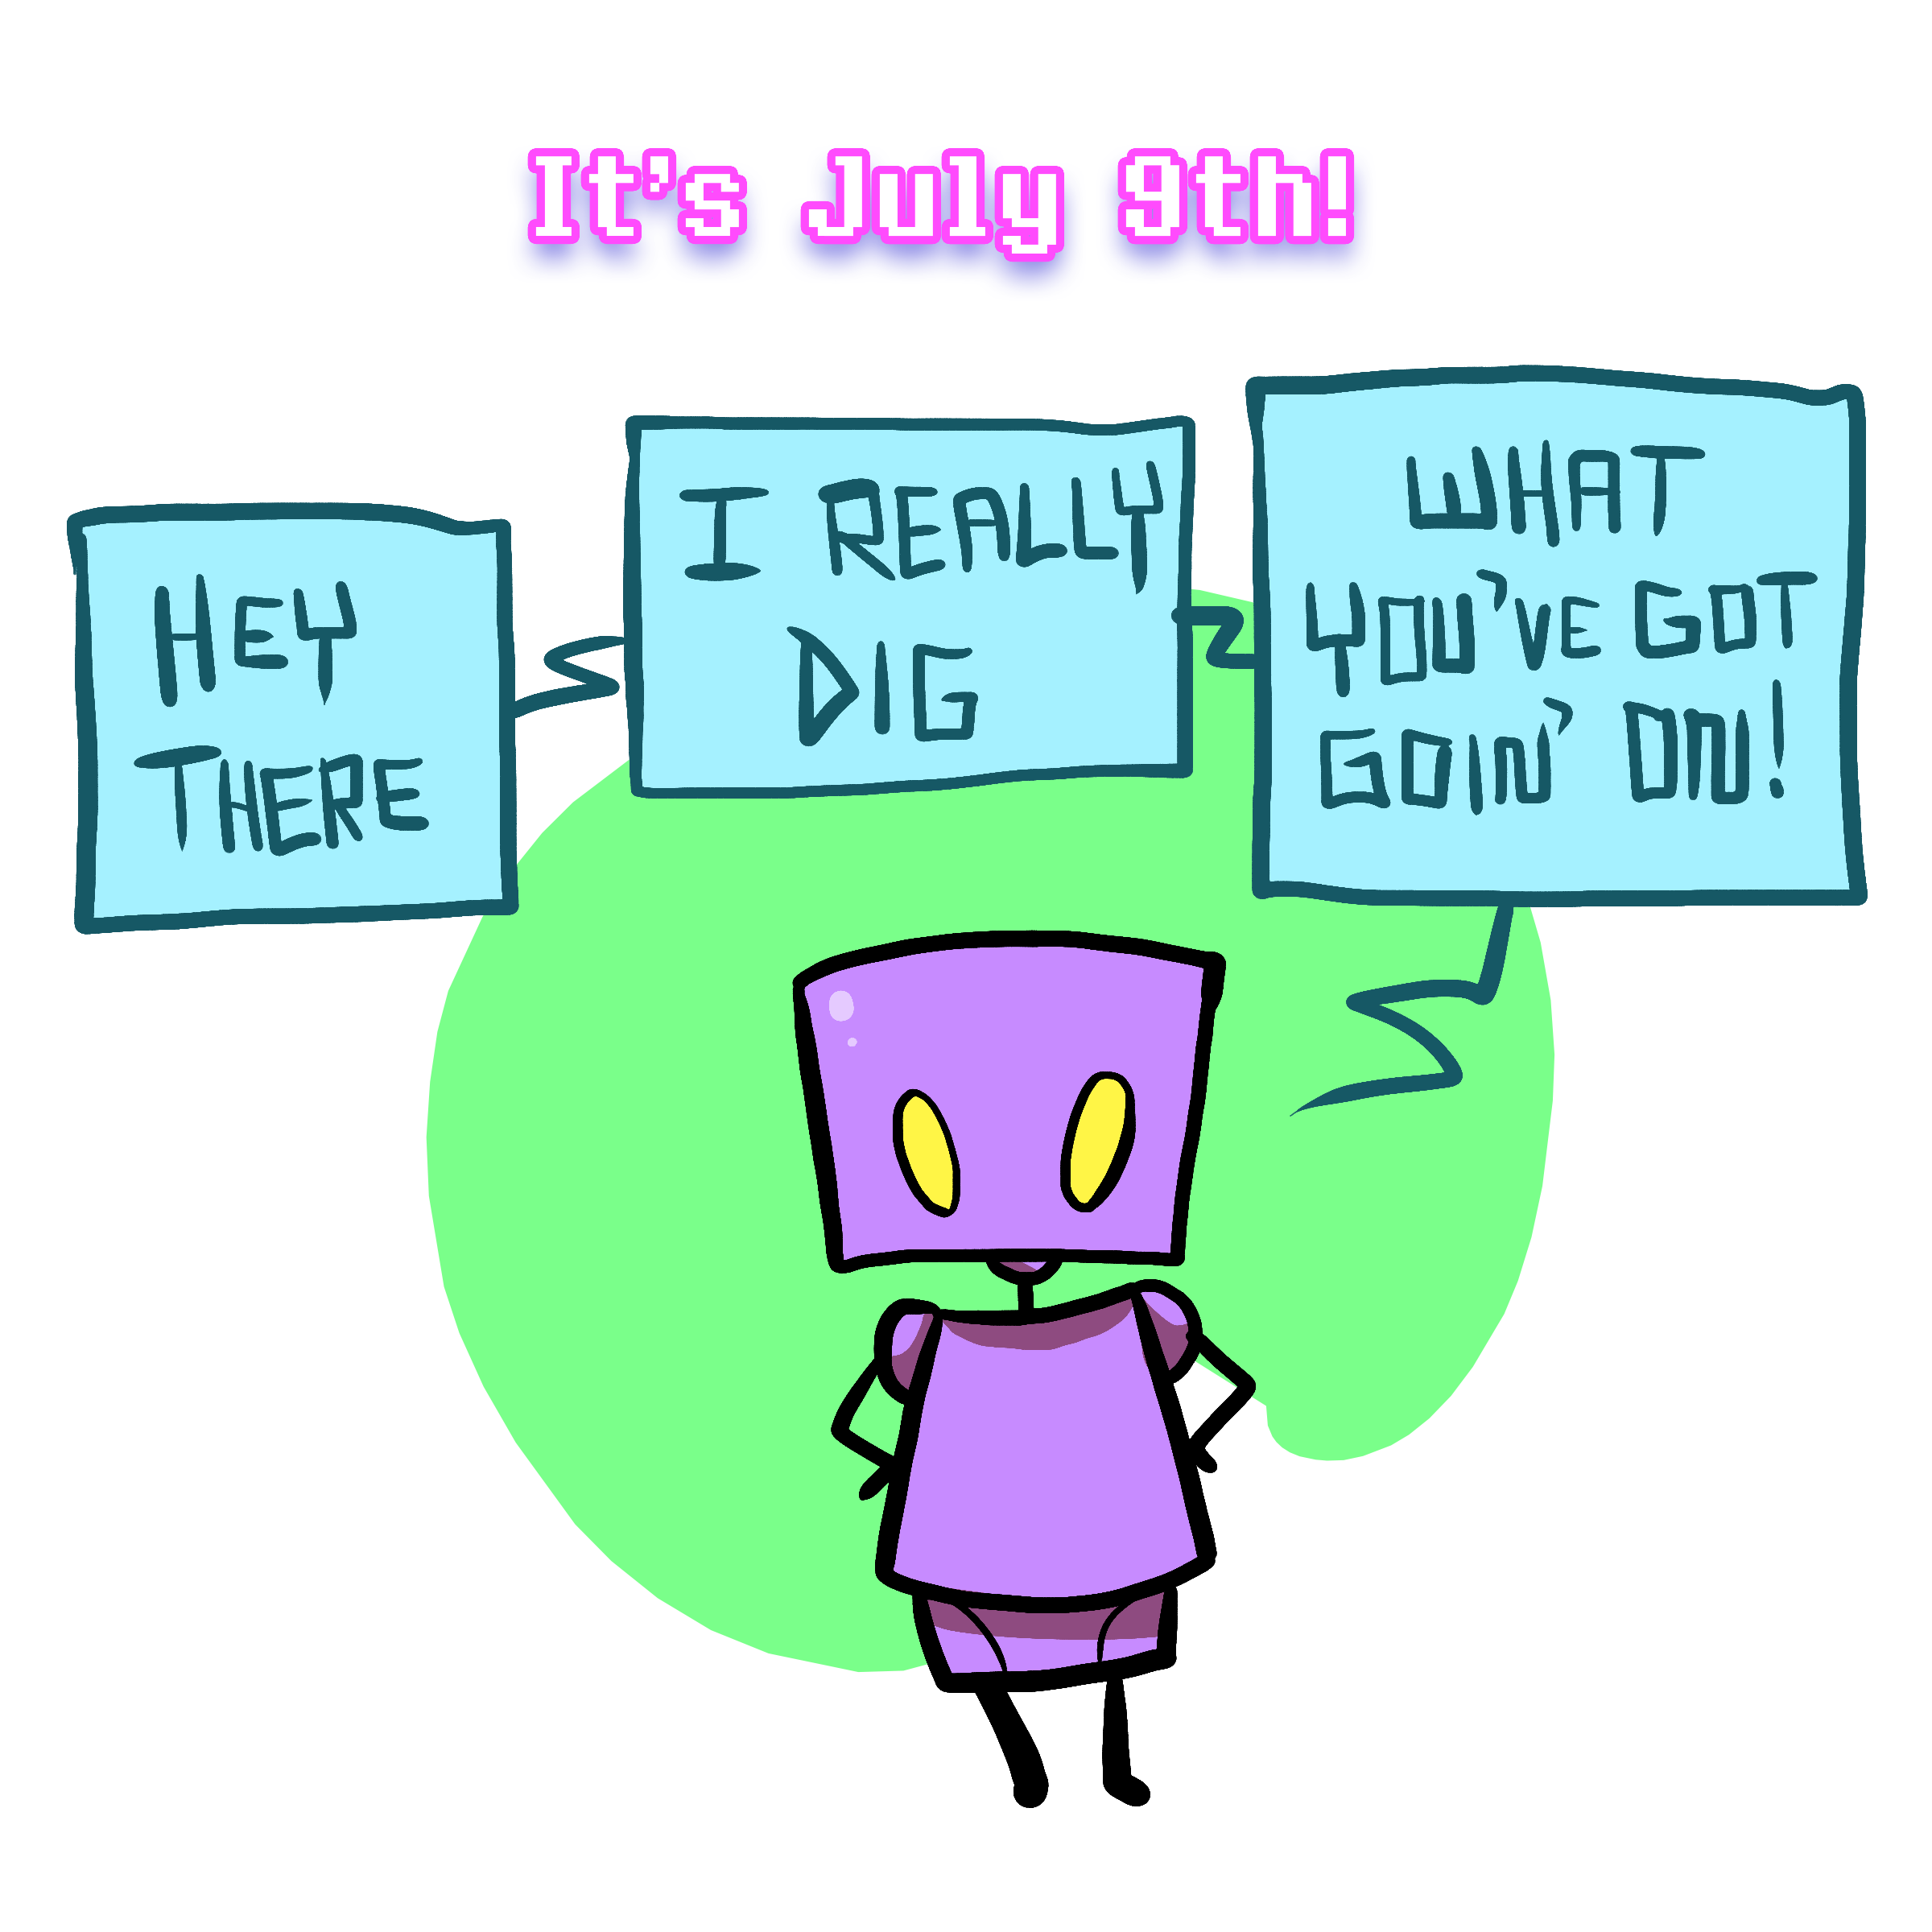 It's July 9th!
HEY
THERE
I REALLY
DIG
WHAT
YOU'VE GOT
GOIN' ON!